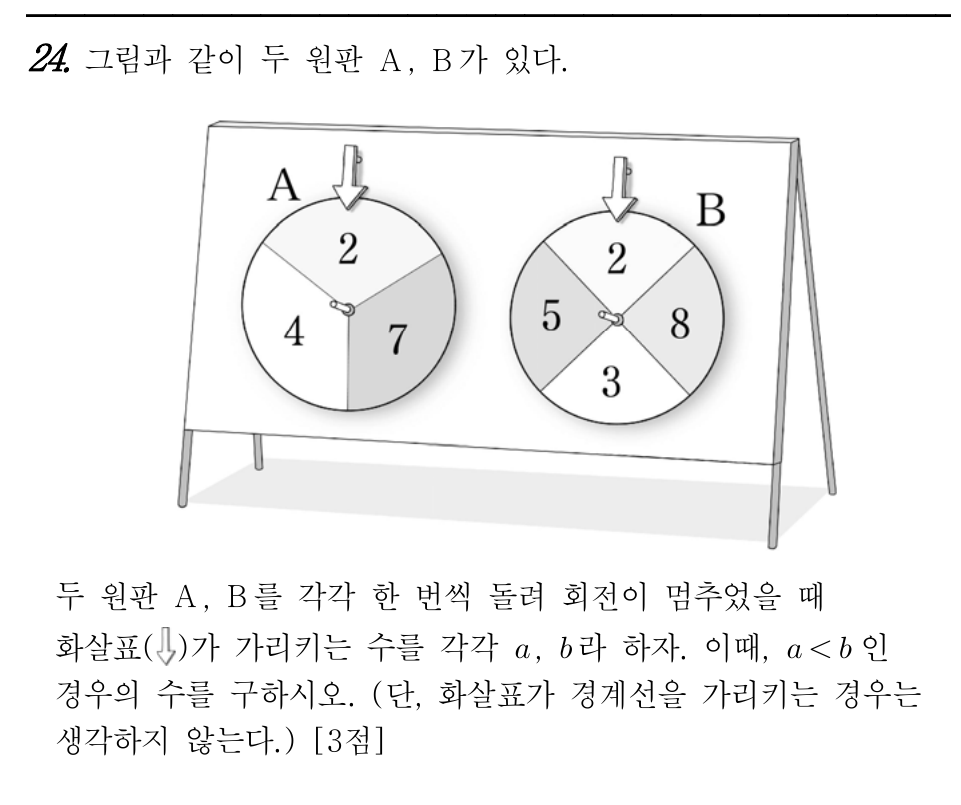 24. 그림과 같이 두 원판 A, B가 있다.
A
B
2
4
7
2
5
8
3
두 원판 A, B를 각각 한 번씩 돌려 회전이 멈추었을 때
화살표(⇩)가 가리키는 수를 각각 a, b라 하자. 이때, a<b인
경우의 수를 구하시오. (단, 화살표가 경계선을 가리키는 경우는
생각하지 않는다.) [3점]